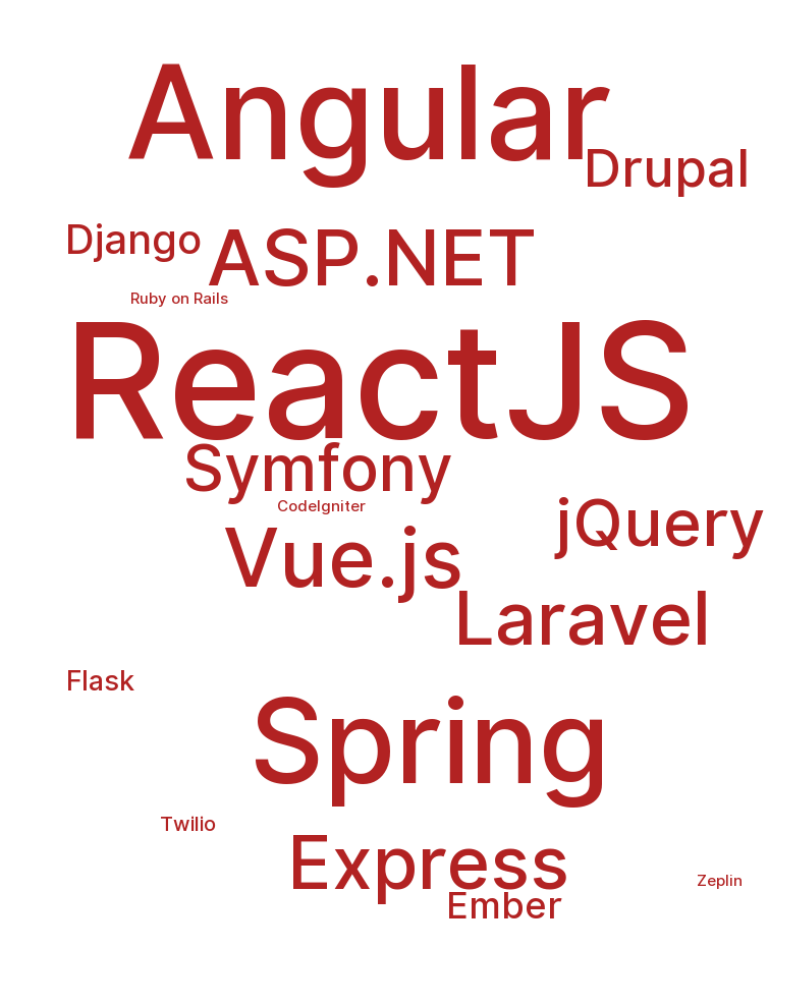 Angular
Drupal
Django
ASP.NET
Ruby on Rails
ReactJS
Symfony
CodeIgniter
jQuery
Vue.js
Laravel
Flask
Spring
Twilio
Express
Zeplin
Ember